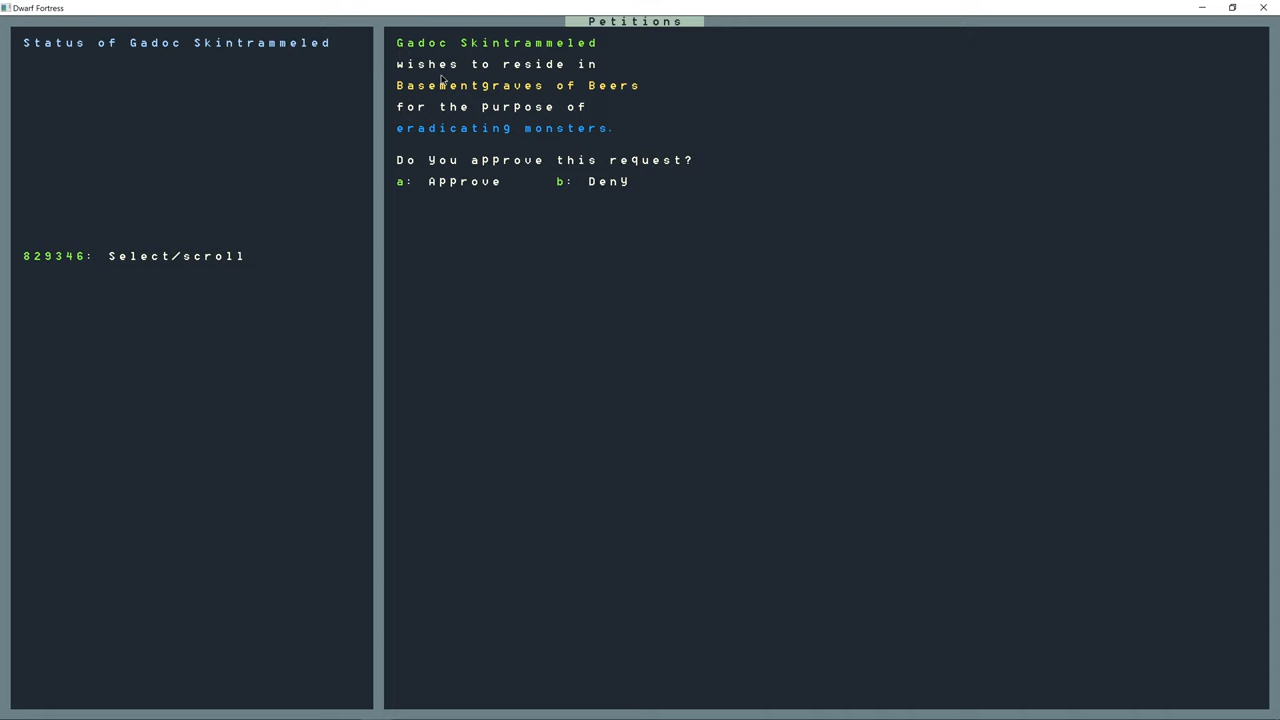 Dwarf Fortress
Petitions
Status of Gadoc Skintrammeled
829346: Select/scroll
Gadoc Skintrammeled
wishes to reside in
Basementgraves of Beers
for the purpose of
eradicating monsters.
Do you approve this request?
a: Approve b: Deny